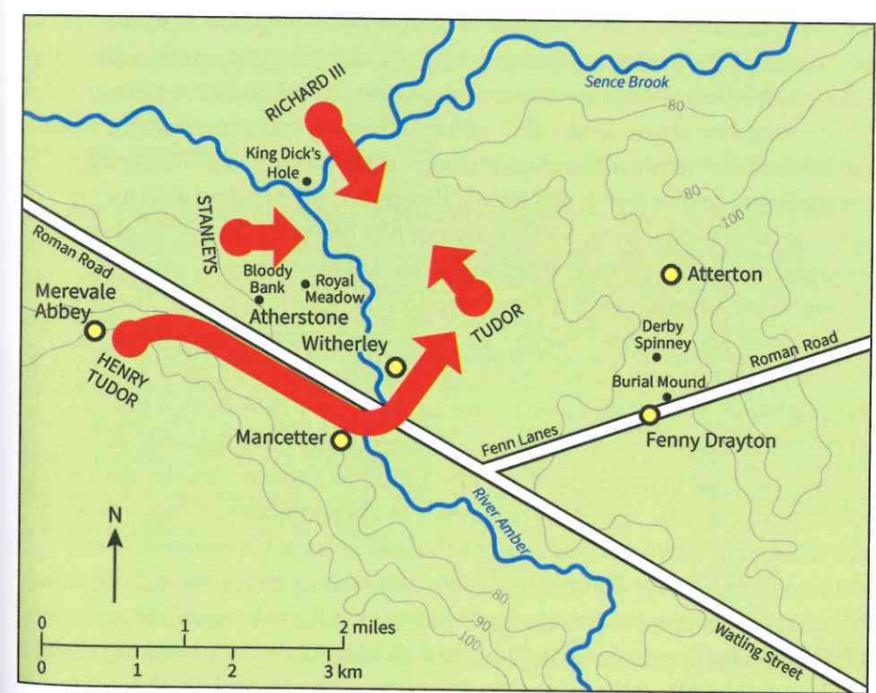 Sence Brook
RICHARD III
80
King Dick's
Hole
80
100
STANLEYS
Roman Road
Bloody
Bank
Royal
Meadow
Atterton
Merevale
Abbey
Atherstone
TUDOR
Witherley
Derby
Spinney
Roman Road
HENRY
TUDOR
Burial Mound
Mancetter
Fenn Lanes
Fenny Drayton
River Amber
N
80
90
100
0 1 2 miles
0 1 2 3 km
Watling Street